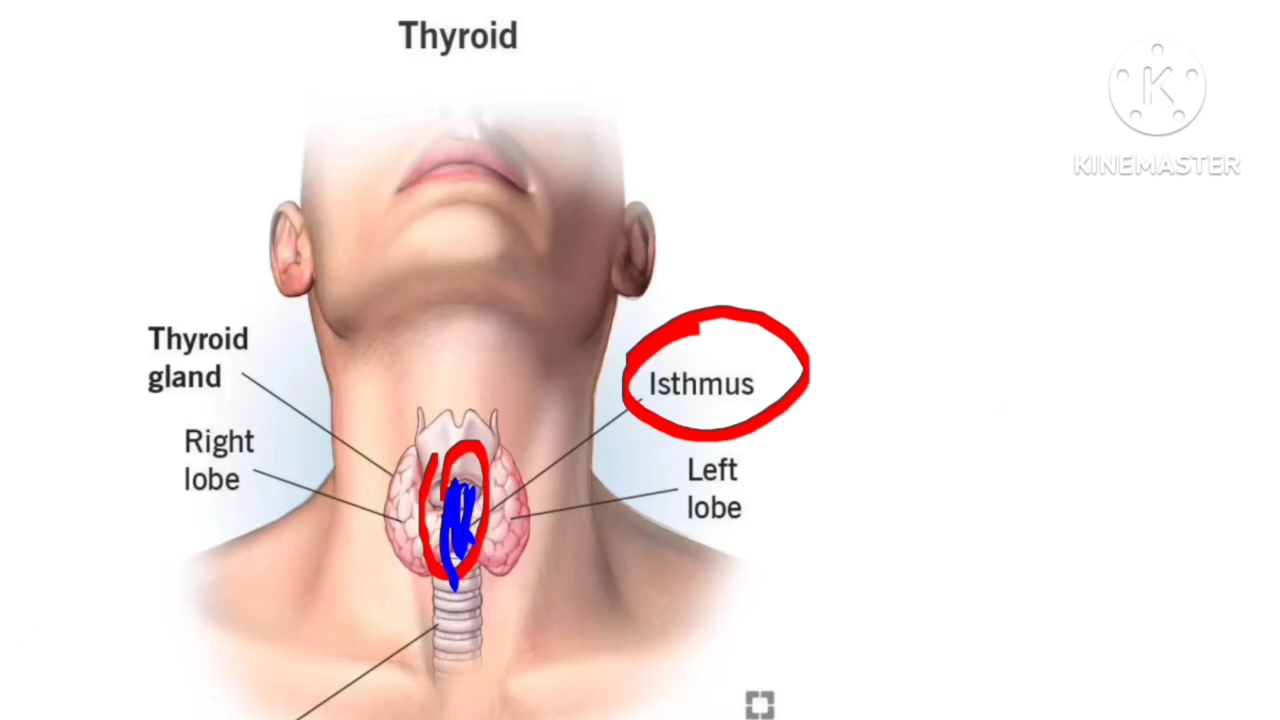 Thyroid
KINEMASTER
Thyroid
gland
Isthmus
Right
lobe
Left
lobe